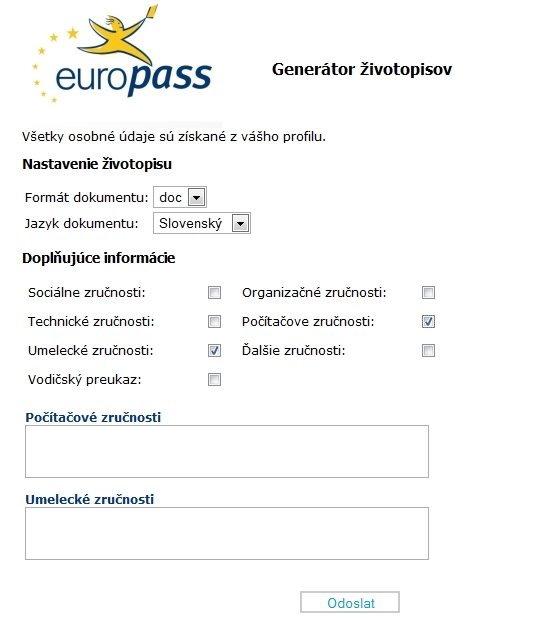 europass
Generátor životopisov
Všetky osobné údaje sú získané z vášho profilu.
Nastavenie životopisu
Formát dokumentu: doc
Jazyk dokumentu: Slovenský
Doplňujúce informácie
Sociálne zručnosti: Organizačné zručnosti:
Technické zručnosti: Počítačove zručnosti:
Umelecké zručnosti: Ďalšie zručnosti:
Vodičský preukaz:
Počítačové zručnosti
Umelecké zručnosti
Odoslat